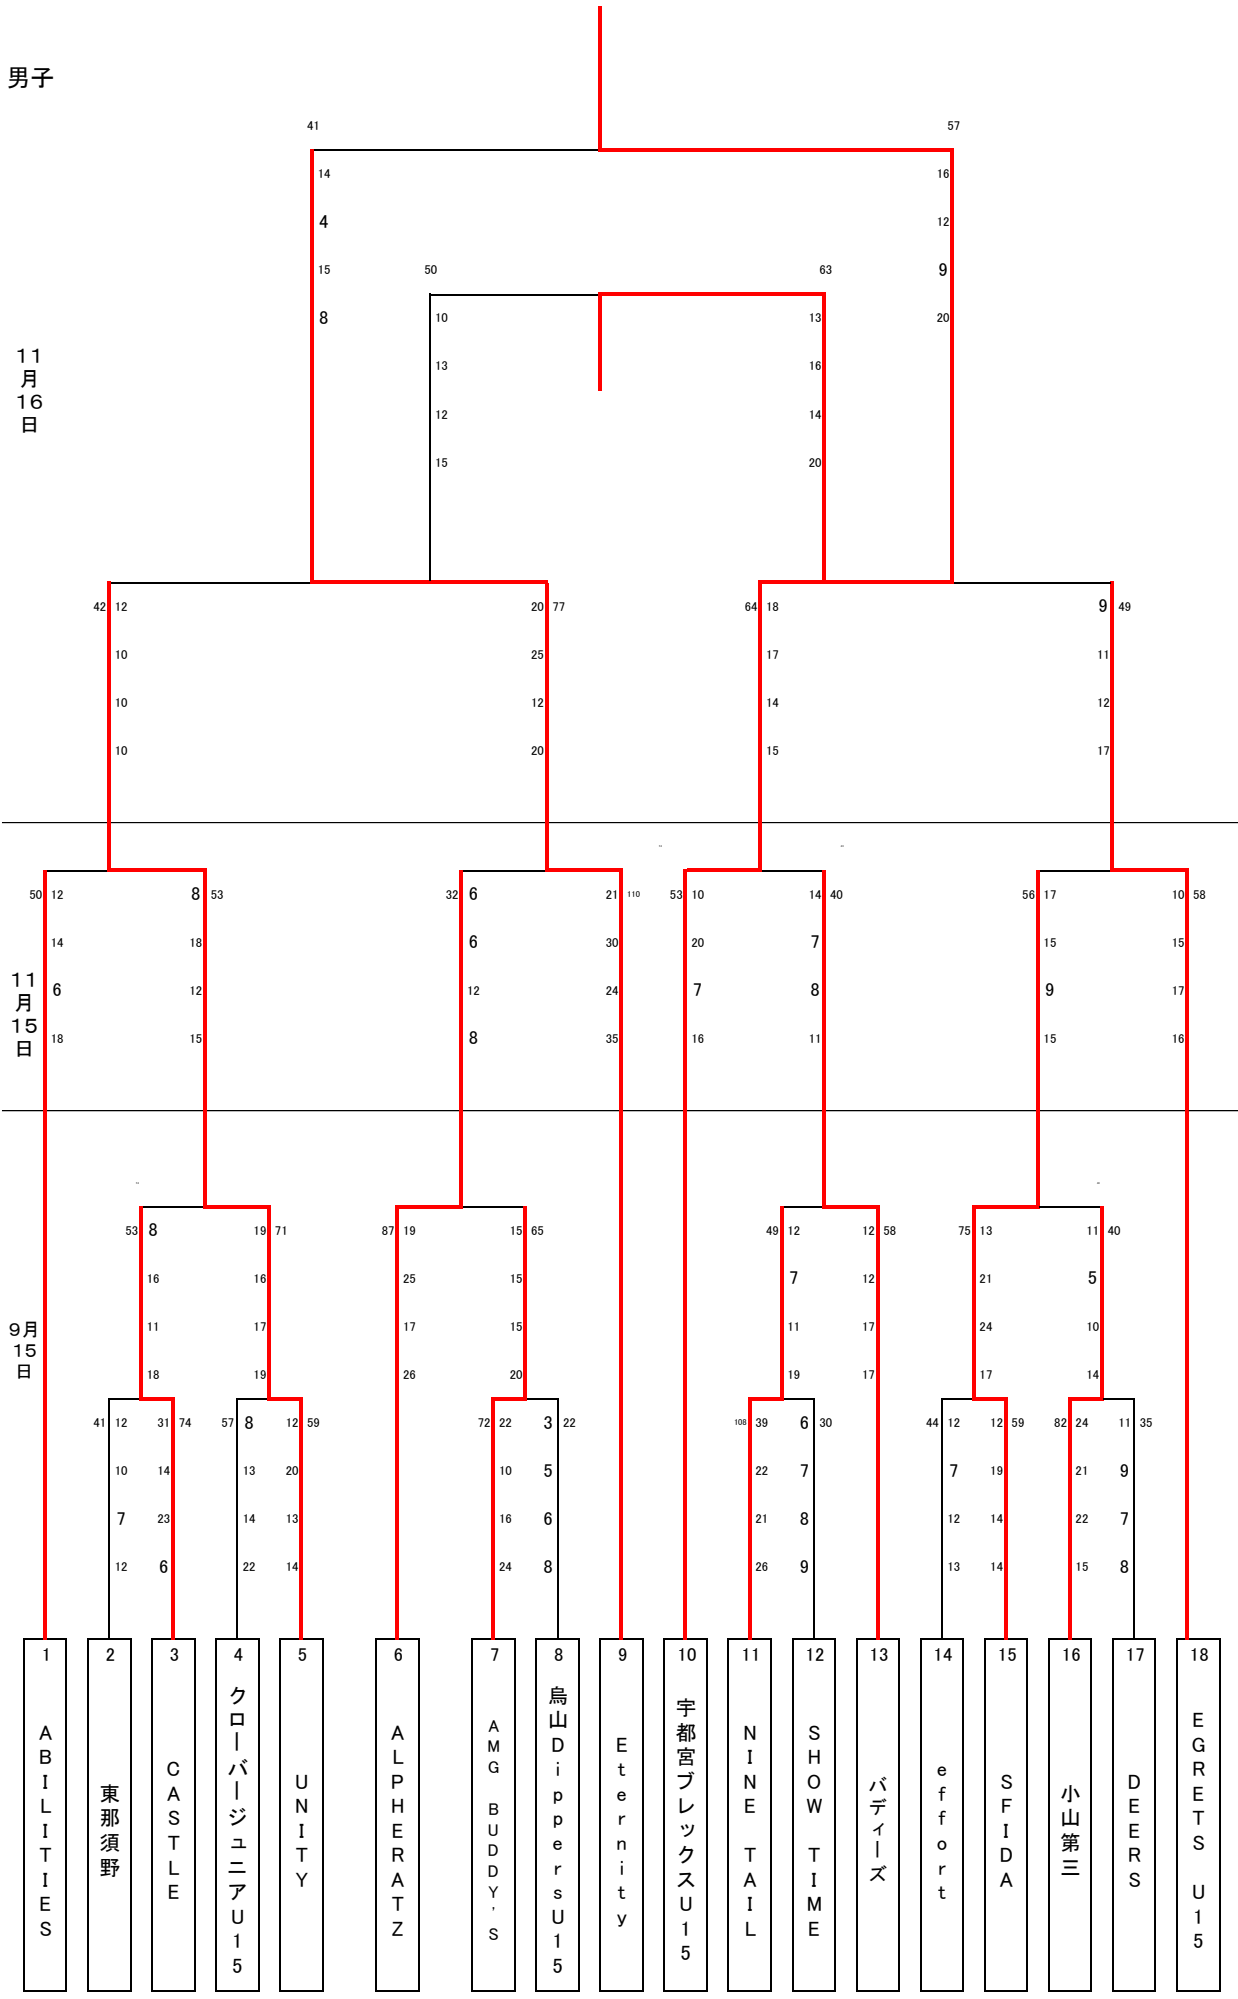 男子
41 57
14 16
4 12
15 50 63 9
8 10 13 20
13 16
12 14
15 20
11
月
16
日
42 12 20 77 64 18 9 49
10 25 17 11
10 12 14 12
10 20 15 17
50 12 8 53 32 6 21 110 53 10 14 40 56 17 10 58
14 18 6 30 20 7 15 15
6 12 12 24 7 8 9 17
18 15 8 35 16 11 15 16
11
月
15
日
53 8 19 71 87 19 15 65 49 12 12 58 75 13 11 40
16 16 25 15 7 12 21 5
11 17 17 15 11 17 24 10
18 19 26 20 19 17 17 14
9月
15
日
41 12 31 74 57 8 12 59 72 22 3 22 108 39 6 30 44 12 12 59 82 24 11 35
10 14 13 20 10 5 22 7 7 19 21 9
7 23 14 13 16 6 21 8 12 14 22 7
12 6 22 14 24 8 26 9 13 14 15 8
1 ABILITIES
2 東那須野
3 CASTLE
4 クローバージュニアU15
5 UNITY
6 ALPHERATZ
7 AMG BUDDY'S
8 烏山DippersU15
9 Eternity
10 宇都宮ブレックスU15
11 NINE TAIL
12 SHOW TIME
13 バディーズ
14 effort
15 SFIDA
16 小山第三
17 DEERS
18 EGRETS U15